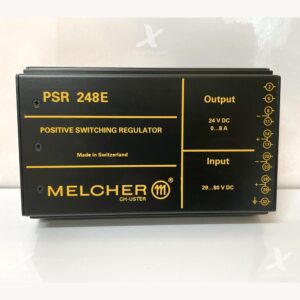 PSR 248E
POSITIVE SWITCHING REGULATOR
Made in Switzerland
MELCHER m ®
CH-USTER
Output
24 V DC
0...8 A
Input
29...80 V DC